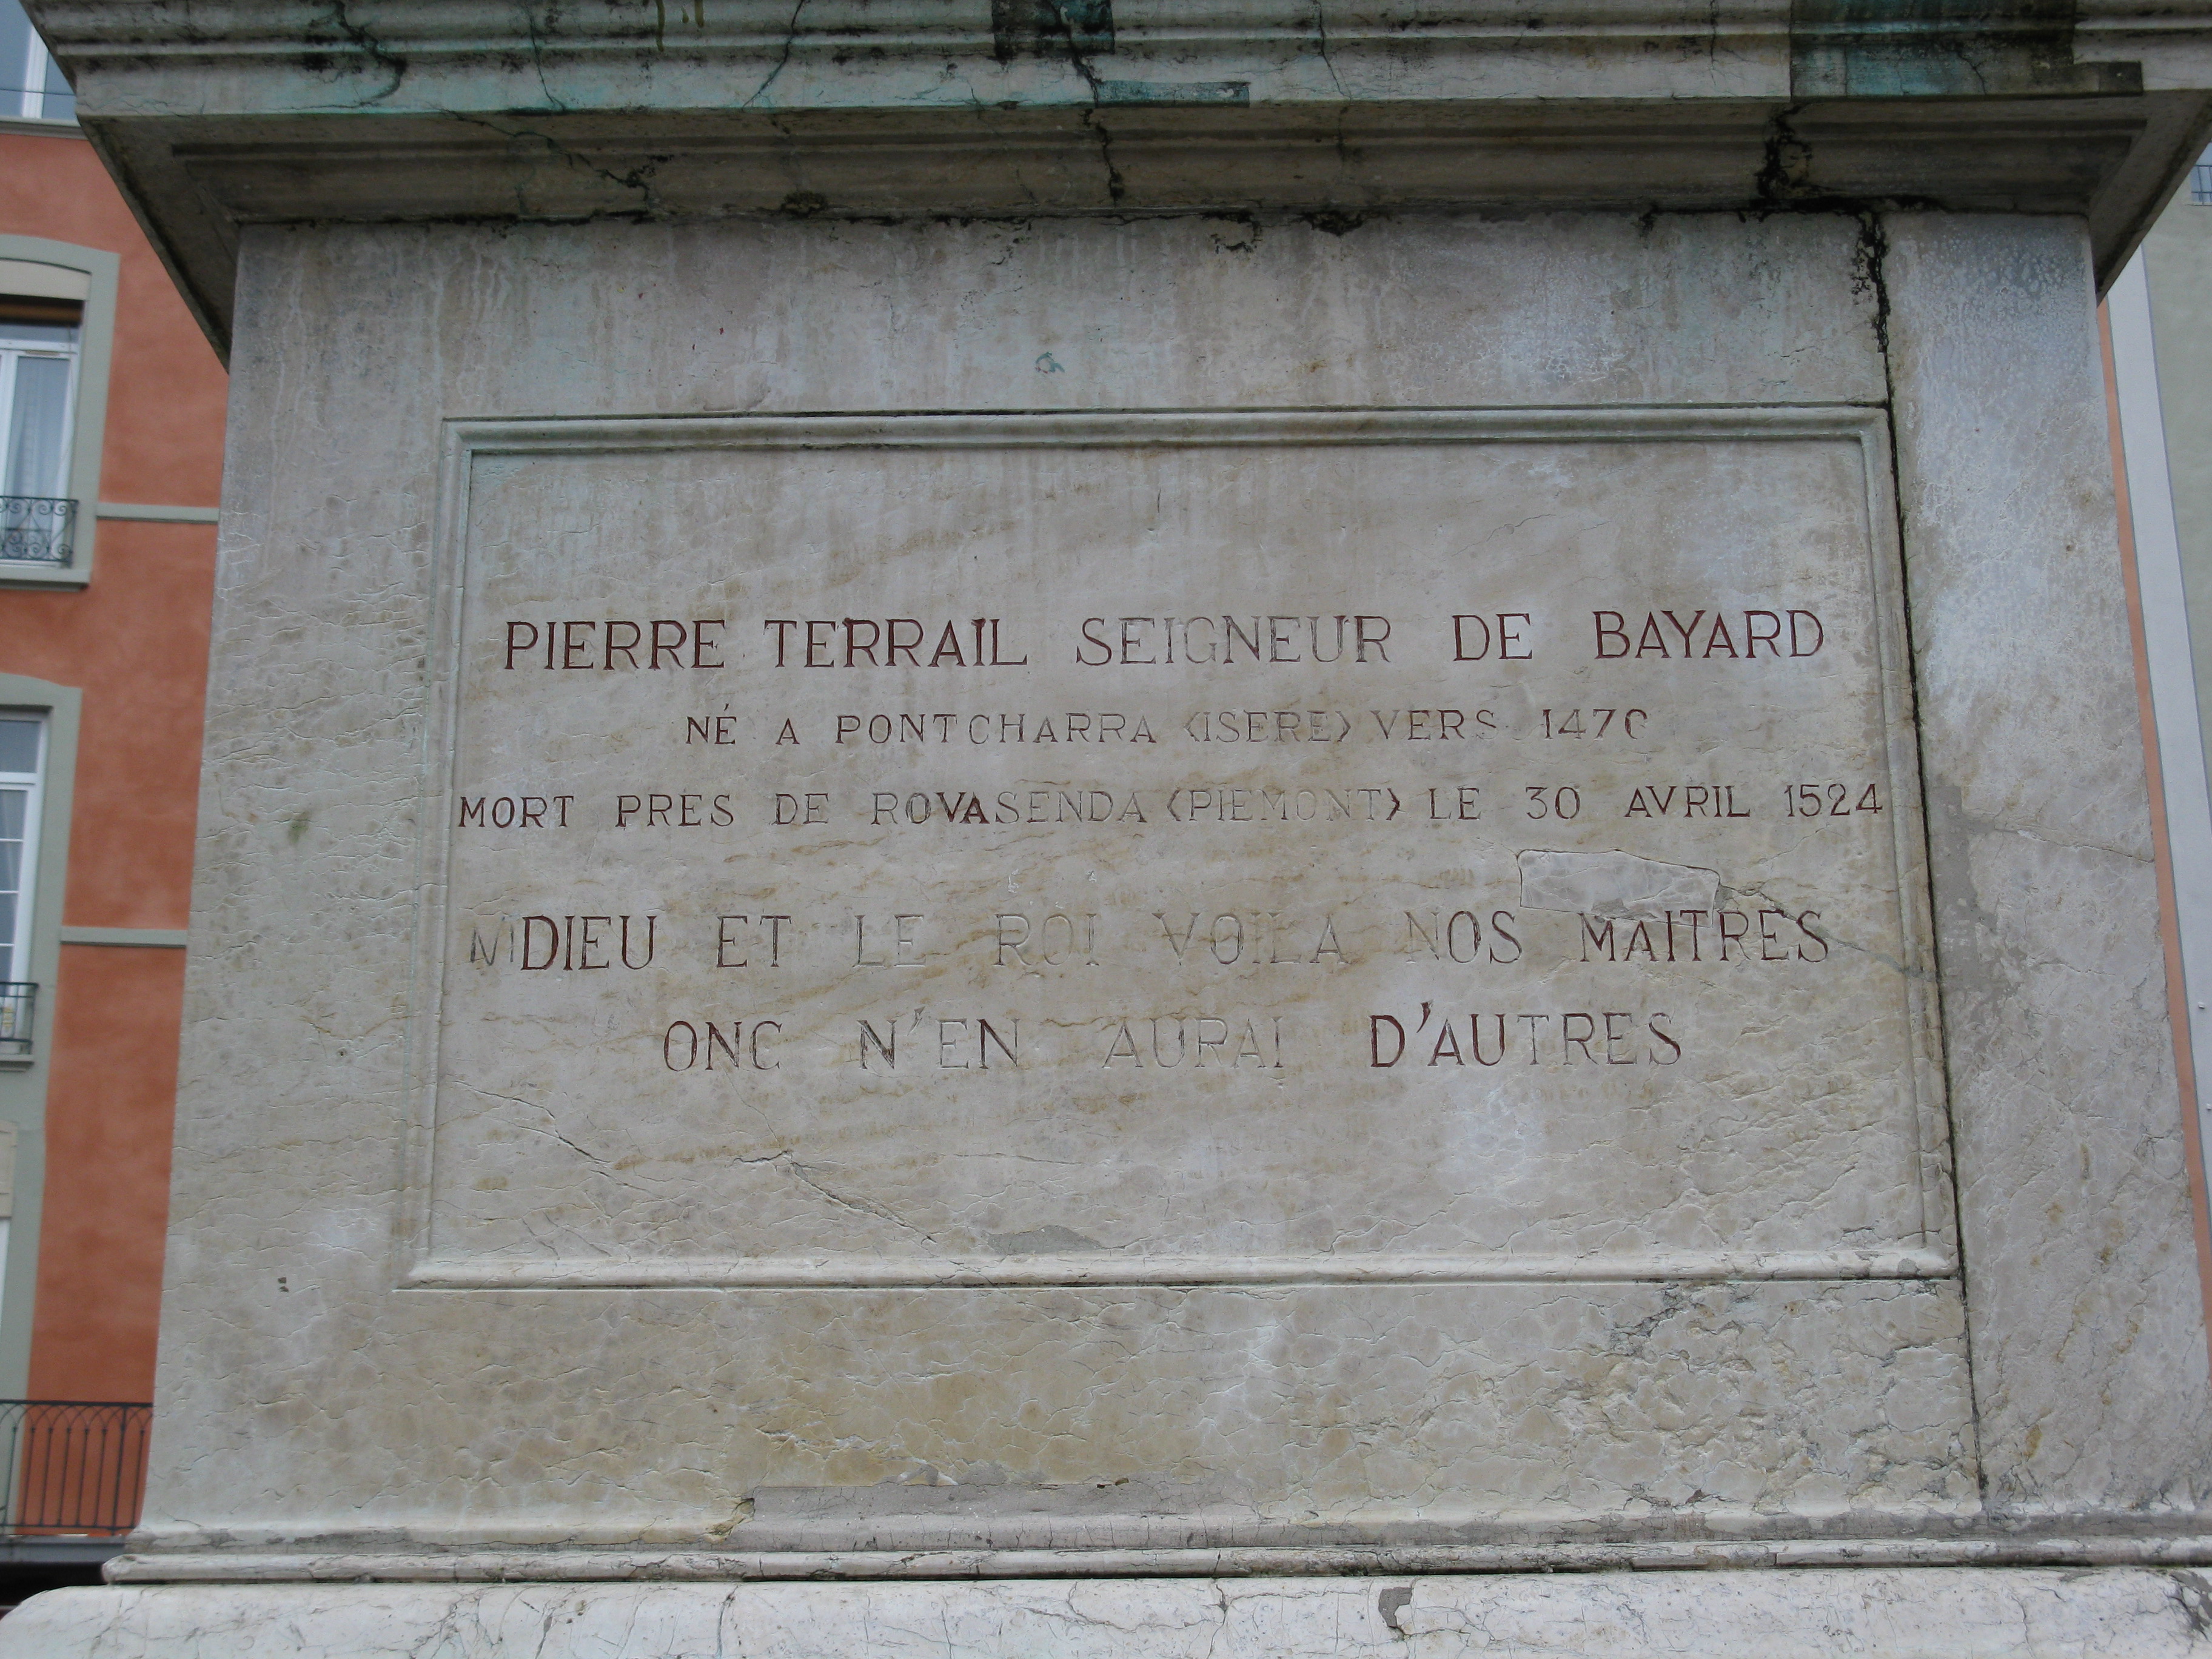 PIERRE TERRAIL SEIGNEUR DE BAYARD
NÉ A PONTCHARRA <ISERE> VERS 1470
MORT PRES DE ROVASENDA <PIEMONT> LE 30 AVRIL 1524
DIEU ET LE ROI VOILA NOS MAITRES
ONC N'EN AURAI D'AUTRES